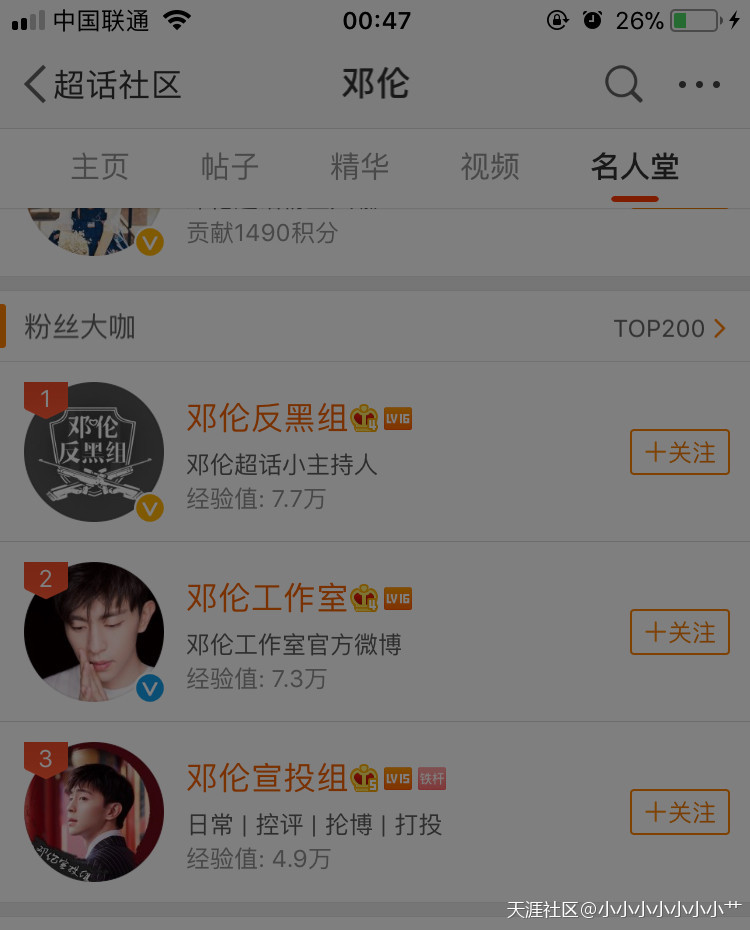 中国联通 00:47 26%
超话社区 邓伦
主页 帖子 精华 视频 名人堂
贡献1490积分
粉丝大咖 TOP200
1
邓伦反黑组
邓伦反黑组 4 LV16
邓伦超话小主持人
经验值: 7.7万
十关注
2
邓伦工作室 4 LV16
邓伦工作室官方微博
经验值: 7.3万
十关注
3
邓伦宣投组 5 LV15 铁杆
日常 | 控评 | 抡博 | 打投
经验值: 4.9万
十关注
天涯社区@小小小小小小小艹